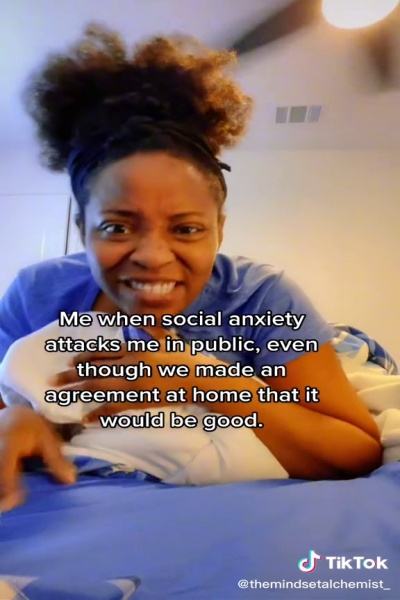 Me when social anxiety
attacks me in public, even
though we made an
agreement at home that it
would be good.
TikTok
@themindsetalchemist_